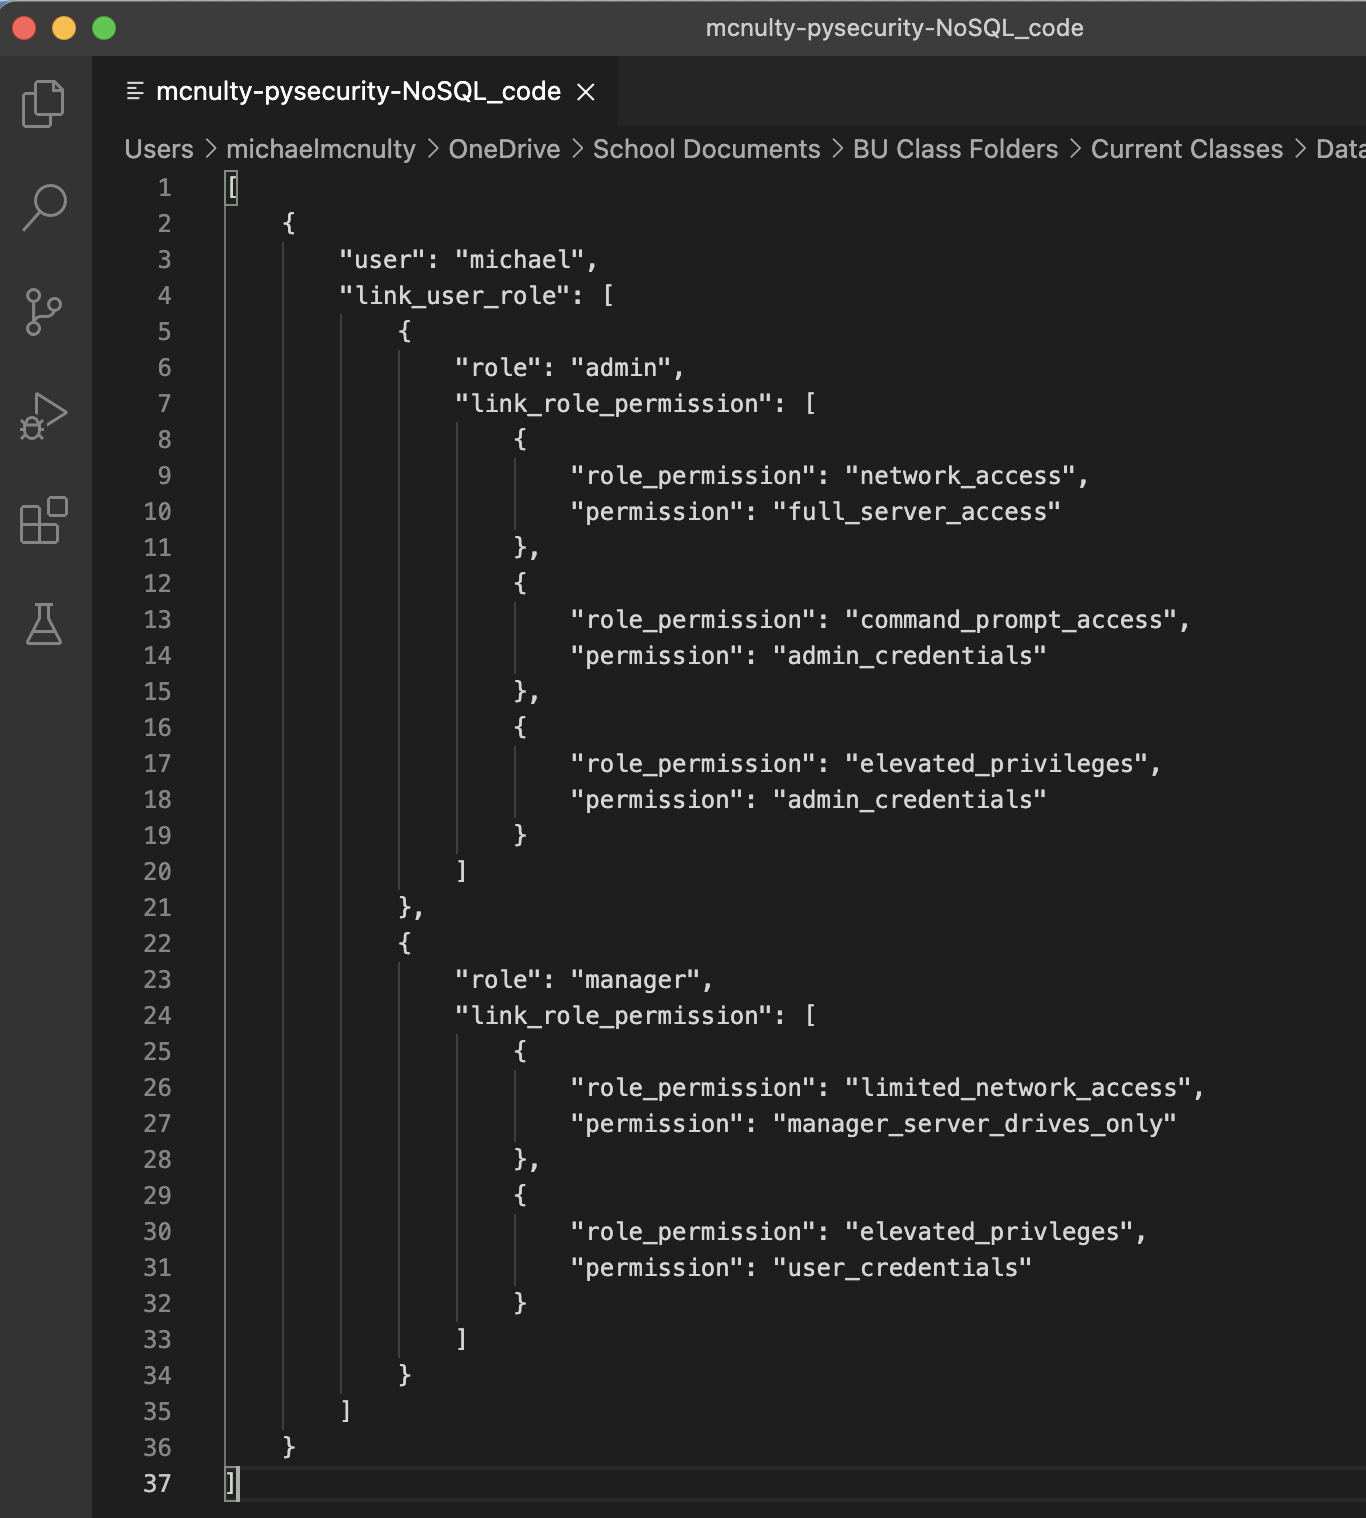 mcnulty-pysecurity-NoSQL_code
mcnulty-pysecurity-NoSQL_code
Users > michaelmcnulty > OneDrive > School Documents > BU Class Folders > Current Classes > Data
1 [
2     {
3         "user": "michael",
4         "link_user_role": [
5             {
6                 "role": "admin",
7                 "link_role_permission": [
8                     {
9                         "role_permission": "network_access",
10                         "permission": "full_server_access"
11                     },
12                     {
13                         "role_permission": "command_prompt_access",
14                         "permission": "admin_credentials"
15                     },
16                     {
17                         "role_permission": "elevated_privileges",
18                         "permission": "admin_credentials"
19                     }
20                 ]
21             },
22             {
23                 "role": "manager",
24                 "link_role_permission": [
25                     {
26                         "role_permission": "limited_network_access",
27                         "permission": "manager_server_drives_only"
28                     },
29                     {
30                         "role_permission": "elevated_privleges",
31                         "permission": "user_credentials"
32                     }
33                 ]
34             }
35         ]
36     }
37 ]